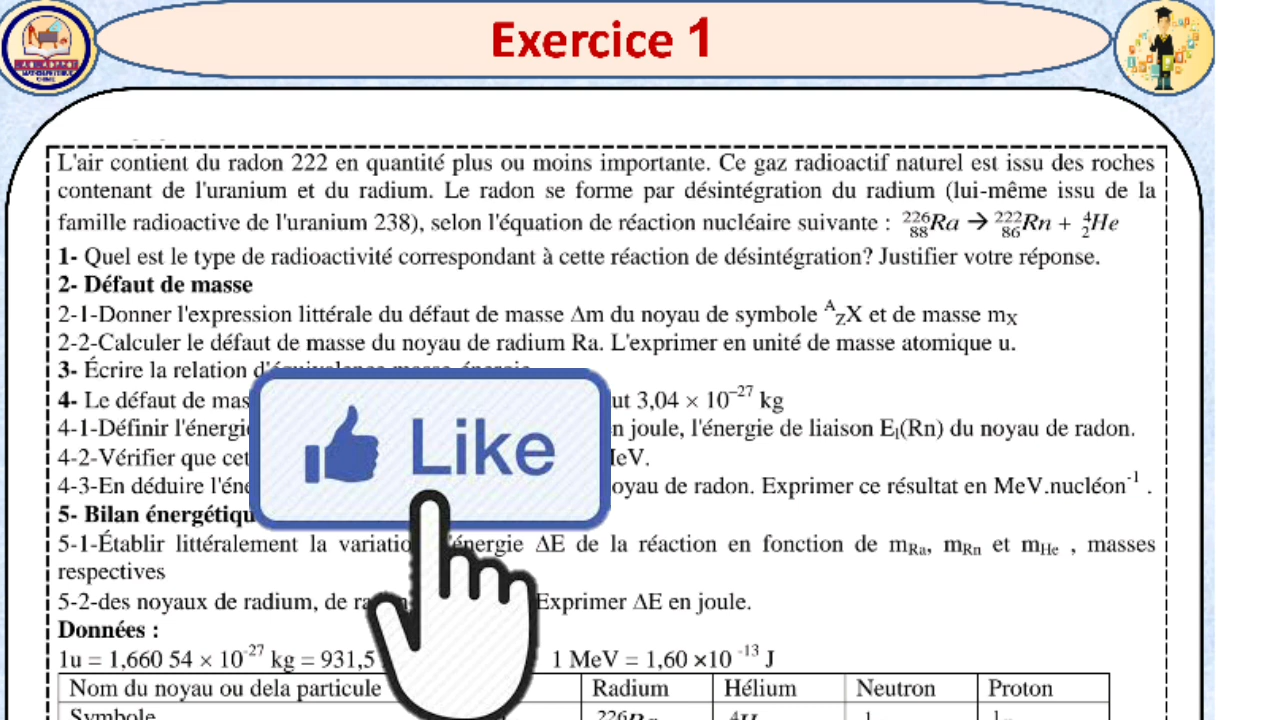 Exercice 1
L'air contient du radon 222 en quantité plus ou moins importante. Ce gaz radioactif naturel est issu des roches
contenant de l'uranium et du radium. Le radon se forme par désintégration du radium (lui-même issu de la
famille radioactive de l'uranium 238), selon l'équation de réaction nucléaire suivante : ²²⁶₈₈Ra → ²²²₈₆Rn + ⁴₂He
1- Quel est le type de radioactivité correspondant à cette réaction de désintégration? Justifier votre réponse.
2- Défaut de masse
2-1-Donner l'expression littérale du défaut de masse Δm du noyau de symbole ᴬzX et de masse mX
2-2-Calculer le défaut de masse du noyau de radium Ra. L'exprimer en unité de masse atomique u.
3- Écrire la relation d'équivalence masse-énergie
4- Le défaut de mas ut 3,04 × 10⁻²⁷ kg
4-1-Définir l'énergie n joule, l'énergie de liaison Eₗ(Rn) du noyau de radon.
4-2-Vérifier que cet MeV.
4-3-En déduire l'éne oyau de radon. Exprimer ce résultat en MeV.nucléon⁻¹ .
5- Bilan énergétiqu
5-1-Établir littéralement la variatio énergie ΔE de la réaction en fonction de mRa, mRn et mHe , masses
respectives
5-2-des noyaux de radium, de ra Exprimer ΔE en joule.
Données :
1u = 1,660 54 × 10⁻²⁷ kg = 931,5 1 MeV = 1,60 ×10 ⁻¹³ J
Nom du noyau ou dela particule Radium Hélium Neutron Proton
Symbole
Like